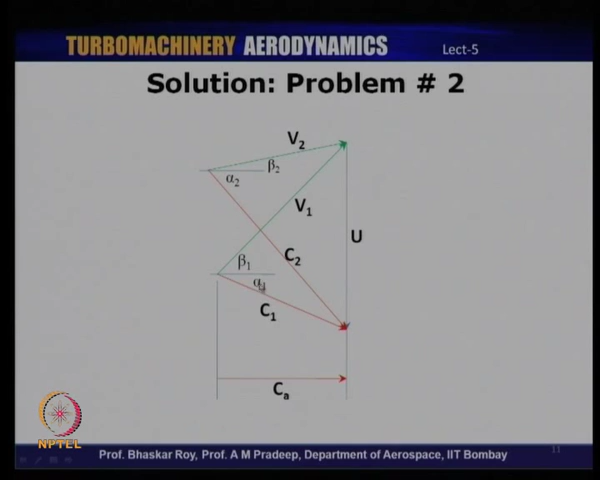 TURBOMACHINERY AERODYNAMICS Lect-5
Solution: Problem # 2
V₂
β₂
α₂
V₁
U
C₂
β₁
α₁
C₁
Cₐ
NPTEL
Prof. Bhaskar Roy, Prof. A M Pradeep, Department of Aerospace, IIT Bombay
11